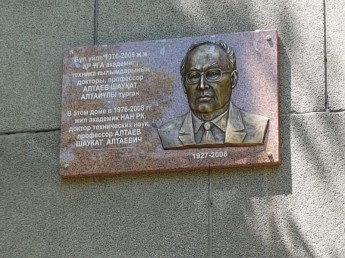 Бұл үйде 1976-2008 ж.ж
ҚР ҰҒА академигі
техника ғылымдарының
докторы, профессор
АЛТАЕВ ШАУҚАТ
АЛТАЙҰЛЫ тұрған
В этом доме в 1976-2008 гг.
жил академик НАН РК
доктор технических наук,
профессор АЛТАЕВ
ШАУКАТ АЛТАЕВИЧ
1927-2008